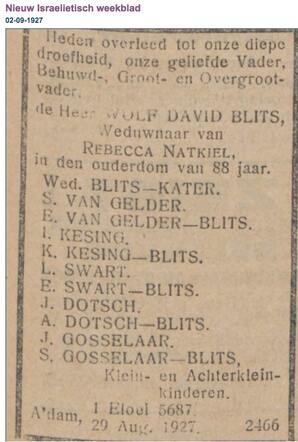 Nieuw Israelietisch weekblad
02-09-1927
Heden overleed tot onze diepe
droefheid, onze geliefde Vader,
Behuwd-, Groot- en Overgroot-
vader.
de Heer WOLF DAVID BLITS,
Weduwnaar van
REBECCA NATKIEL,
in den ouderdom van 88 jaar.
Wed. BLITS—KATER.
S. VAN GELDER.
E. VAN GELDER—BLITS.
I. KESING.
K. KESING—BLITS.
L. SWART.
E. SWART—BLITS.
J. DOTSCH.
A. DOTSCH—BLITS.
J. GOSSELAAR.
S. GOSSELAAR—BLITS,
Klein- en Achterklein-
kinderen.
A'dam, 1 Eloel 5687.
29 Aug. 1927. 2466